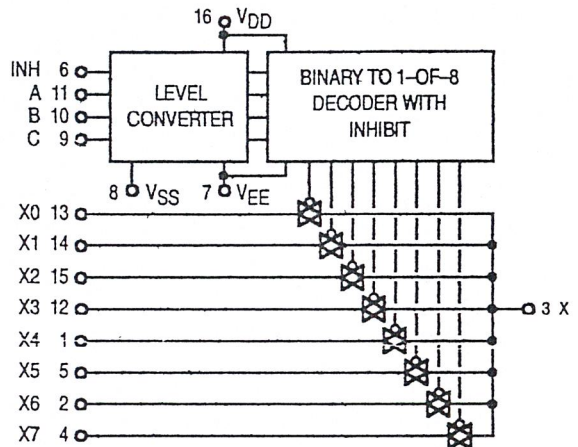 16 VDD
INH 6
A 11
B 10
C 9
LEVEL
CONVERTER
BINARY TO 1–OF–8
DECODER WITH
INHIBIT
8 VSS
7 VEE
X0 13
X1 14
X2 15
X3 12
X4 1
X5 5
X6 2
X7 4
3 X